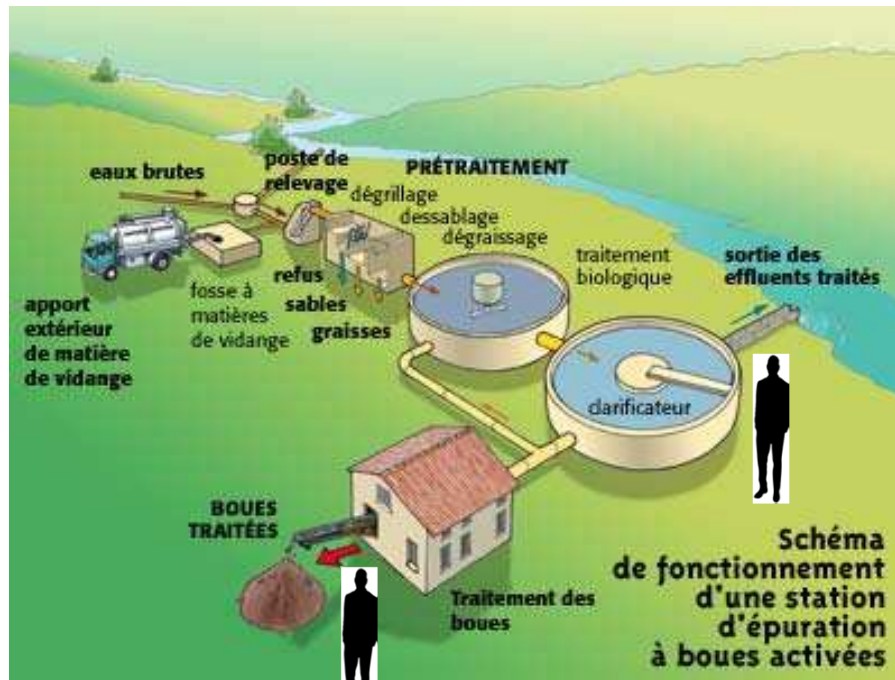 eaux brutes
poste de
relevage
PRÉTRAITEMENT
dégrillage
dessablage
dégraissage
apport
extérieur
de matière
de vidange
fosse à
matières
de vidange
refus
sables
graisses
traitement
biologique
sortie des
effluents traités
clarificateur
BOUES
TRAITÉES
Traitement des
boues
Schéma
de fonctionnement
d'une station
d'épuration
à boues activées